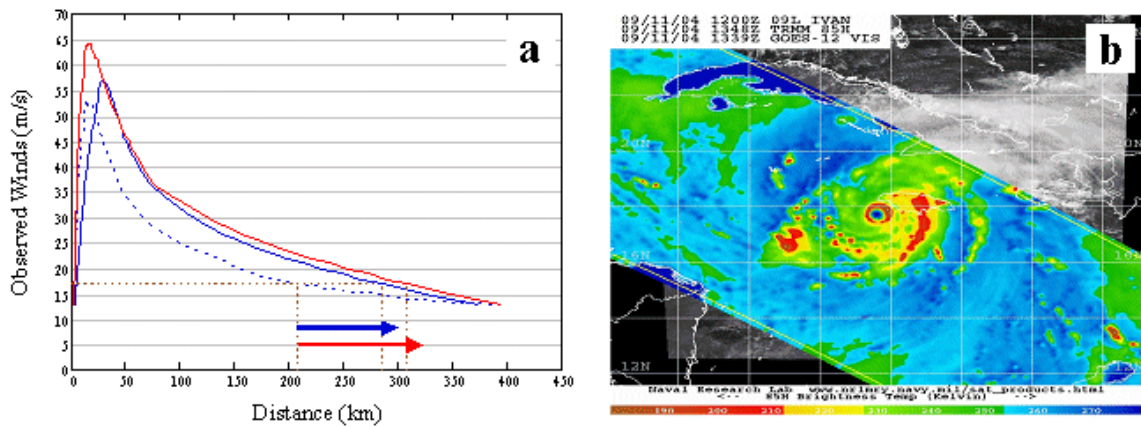 a
Observed Winds (m/s)
70
65
60
55
50
45
40
35
30
25
20
15
10
5
0
0 50 100 150 200 250 300 350 400 450
Distance (km)
b
09/11/04 1200Z 09L IVAN
09/11/04 1348Z TRMM 85H
09/11/04 1339Z GOES-12 VIS
20N
20N
16N
16N
12N
Naval Research Lab www.nrlmry.navy.mil/sat_products.html
<-- 85H Brightness Temp (Kelvin) -->
190 200 210 220 230 240 250 260 270